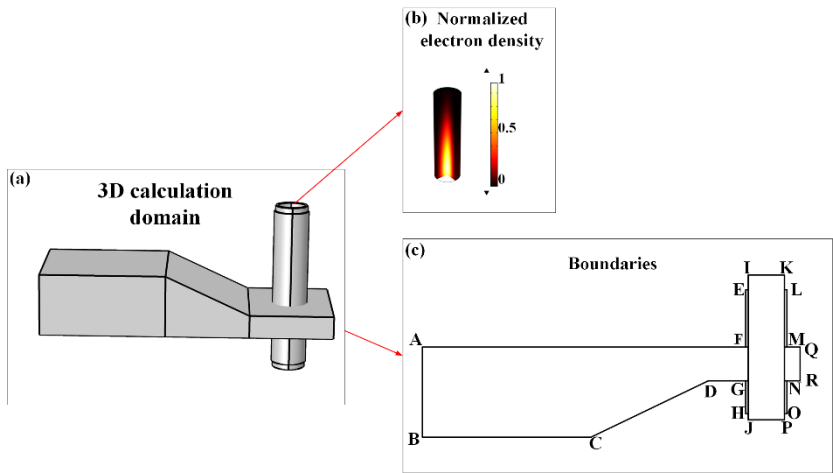 (a)
3D calculation
domain
(b)
Normalized
electron density
1
0.5
0
(c)
Boundaries
I K
E L
F M
A Q
D G N R
H O
J P
B C